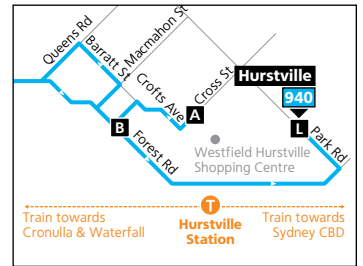 Queens Rd
Barratt St
Macmahon St
Crofts Ave
Cross St
A
Hurstville
940
L
B
Forest Rd
Park Rd
Westfield Hurstville
Shopping Centre
T
Train towards
Cronulla & Waterfall
Hurstville
Station
Train towards
Sydney CBD